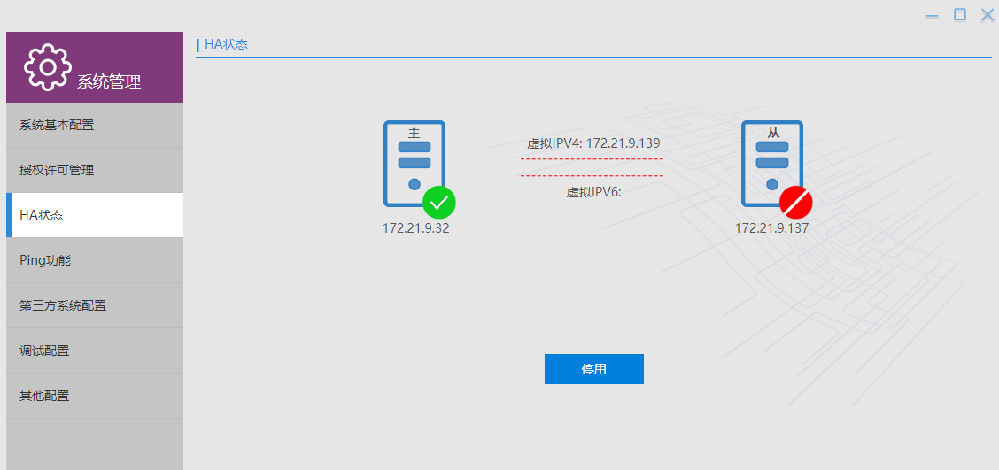 系统管理
系统基本配置
授权许可管理
HA状态
Ping功能
第三方系统配置
调试配置
其他配置
| HA状态
主
172.21.9.32
虚拟IPV4: 172.21.9.139
虚拟IPV6:
从
172.21.9.137
停用